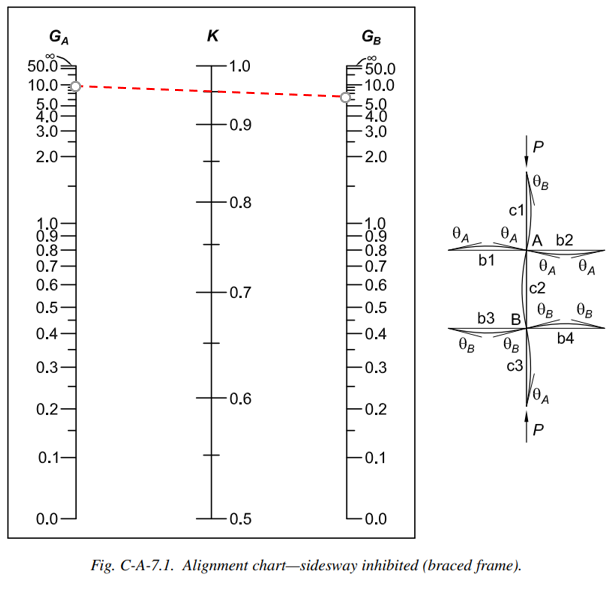 G_A K G_B
∞ ∞
50.0 1.0 50.0
10.0 10.0
5.0 0.9 5.0
4.0 4.0
3.0 3.0
2.0 2.0
0.8
1.0 1.0
0.9 0.9
0.8 0.8
0.7 0.7
0.6 0.7 0.6
0.5 0.5
0.4 0.4
0.3 0.3
0.6
0.2 0.2
0.1 0.1
0.0 0.5 0.0
P
θ_B
c1
θ_A θ_A A b2
b1 θ_A θ_A
c2
b3 B θ_B θ_B
θ_B θ_B b4
c3
θ_A
P
Fig. C-A-7.1. Alignment chart—sidesway inhibited (braced frame).